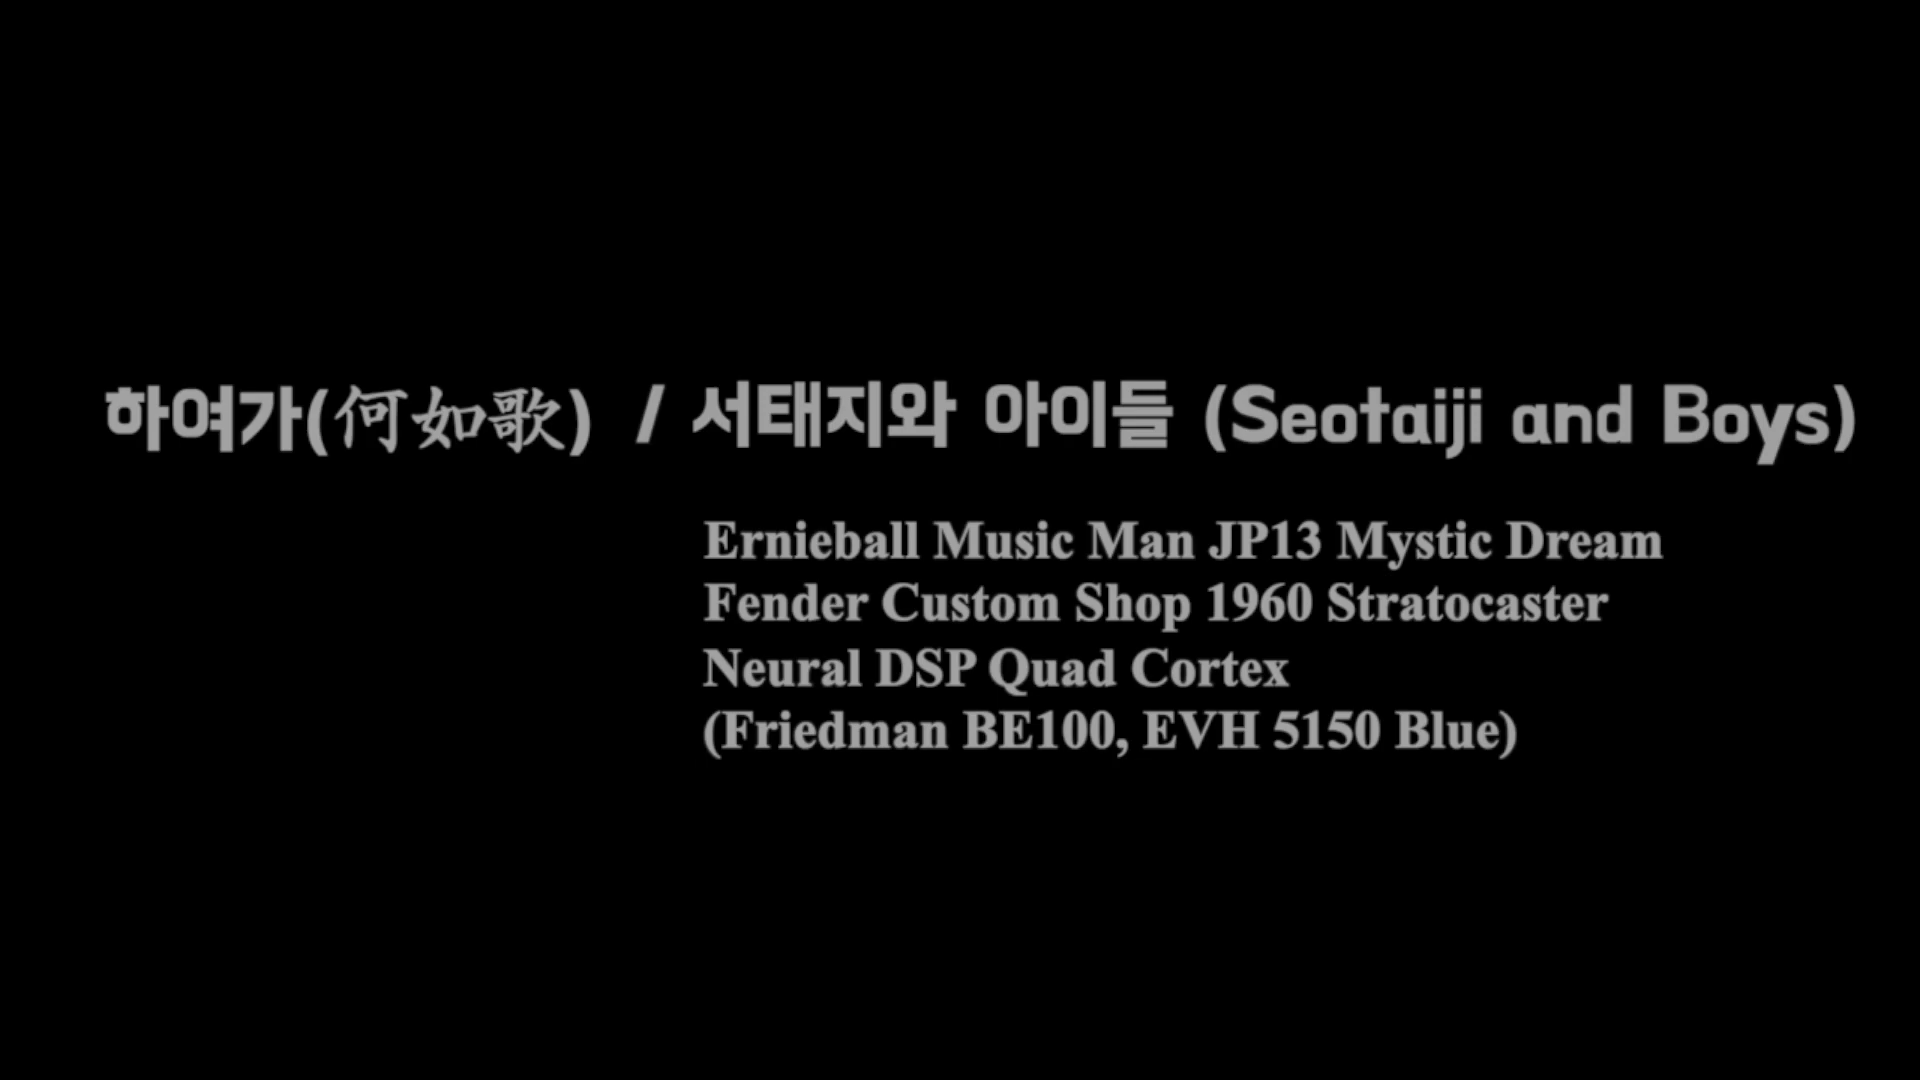 하여가(何如歌) / 서태지와 아이들 (Seotaiji and Boys)
Ernieball Music Man JP13 Mystic Dream
Fender Custom Shop 1960 Stratocaster
Neural DSP Quad Cortex
(Friedman BE100, EVH 5150 Blue)